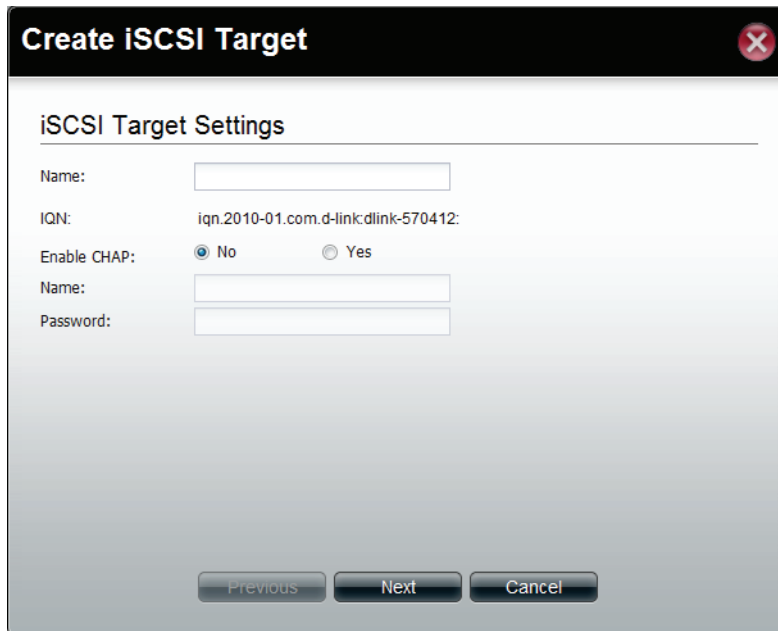 Create iSCSI Target
iSCSI Target Settings
Name:
IQN: iqn.2010-01.com.d-link:dlink-570412:
Enable CHAP: No Yes
Name:
Password:
Previous Next Cancel